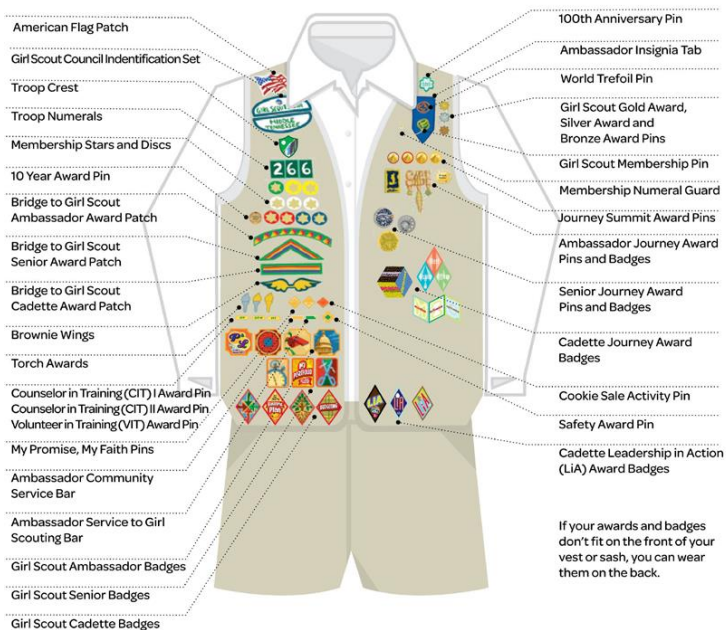 American Flag Patch
Girl Scout Council Indentification Set
Troop Crest
Troop Numerals
Membership Stars and Discs
10 Year Award Pin
Bridge to Girl Scout
Ambassador Award Patch
Bridge to Girl Scout
Senior Award Patch
Bridge to Girl Scout
Cadette Award Patch
Brownie Wings
Torch Awards
Counselor in Training (CIT) I Award Pin
Counselor in Training (CIT) II Award Pin
Volunteer in Training (VIT) Award Pin
My Promise, My Faith Pins
Ambassador Community
Service Bar
Ambassador Service to Girl
Scouting Bar
Girl Scout Ambassador Badges
Girl Scout Senior Badges
Girl Scout Cadette Badges
GIRL SCOUTS
MIDDLE
TENNESSEE
266
100th Anniversary Pin
Ambassador Insignia Tab
World Trefoil Pin
Girl Scout Gold Award,
Silver Award and
Bronze Award Pins
Girl Scout Membership Pin
Membership Numeral Guard
Journey Summit Award Pins
Ambassador Journey Award
Pins and Badges
Senior Journey Award
Pins and Badges
Cadette Journey Award
Badges
Cookie Sale Activity Pin
Safety Award Pin
Cadette Leadership in Action
(LiA) Award Badges
If your awards and badges
don't fit on the front of your
vest or sash, you can wear
them on the back.